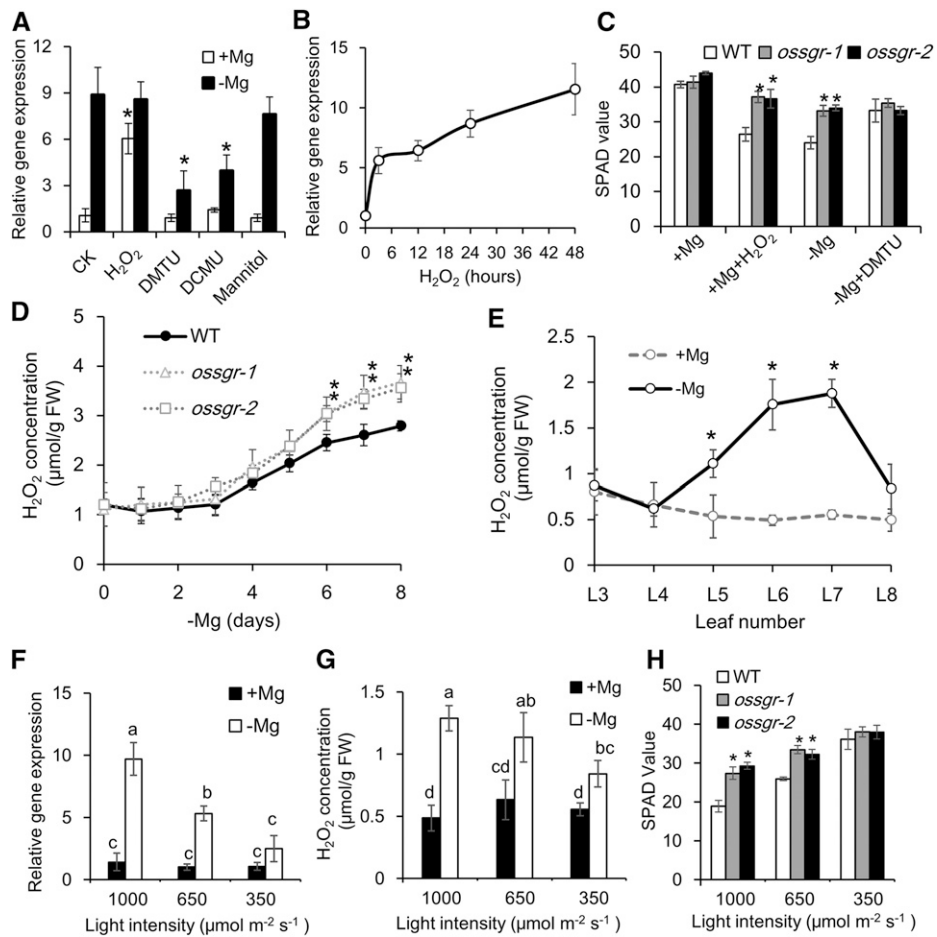 A
Relative gene expression
12
9
6
3
0
+Mg
-Mg
*
*
*
CK
H₂O₂
DMTU
DCMU
Mannitol
B
Relative gene expression
15
10
5
0
0 6 12 18 24 30 36 42 48
H₂O₂ (hours)
C
WT ossgr-1 ossgr-2
SPAD value
50
40
30
20
10
0
* *
* *
+Mg
+Mg+H₂O₂
-Mg
-Mg+DMTU
D
WT
ossgr-1
ossgr-2
H₂O₂ concentration
(μmol/g FW)
5
4
3
2
1
0
* * *
* * *
0 2 4 6 8
-Mg (days)
E
+Mg
-Mg
H₂O₂ concentration
(μmol/g FW)
2.5
2
1.5
1
0.5
0
* * *
L3 L4 L5 L6 L7 L8
Leaf number
F
Relative gene expression
15
10
5
0
+Mg
-Mg
c a c b c c
1000 650 350
Light intensity (μmol m⁻² s⁻¹ )
G
H₂O₂ concentration
(μmol/g FW)
1.5
1
0.5
0
+Mg
-Mg
d a cd ab d bc
1000 650 350
Light intensity (μmol m⁻² s⁻¹ )
H
WT
ossgr-1
ossgr-2
SPAD Value
50
40
30
20
10
0
* * * *
1000 650 350
Light intensity (μmol m⁻² s⁻¹ )